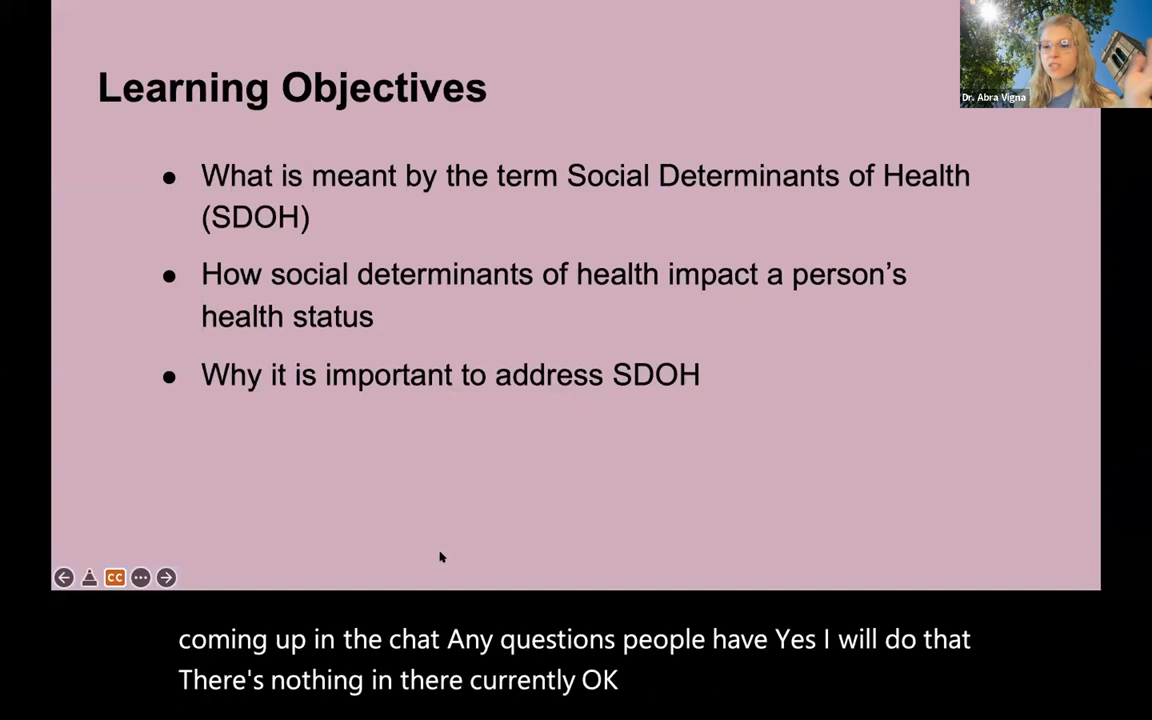 Learning Objectives
Dr. Abra Vigna
● What is meant by the term Social Determinants of Health
(SDOH)
● How social determinants of health impact a person's
health status
● Why it is important to address SDOH
CC
coming up in the chat Any questions people have Yes I will do that
There's nothing in there currently OK